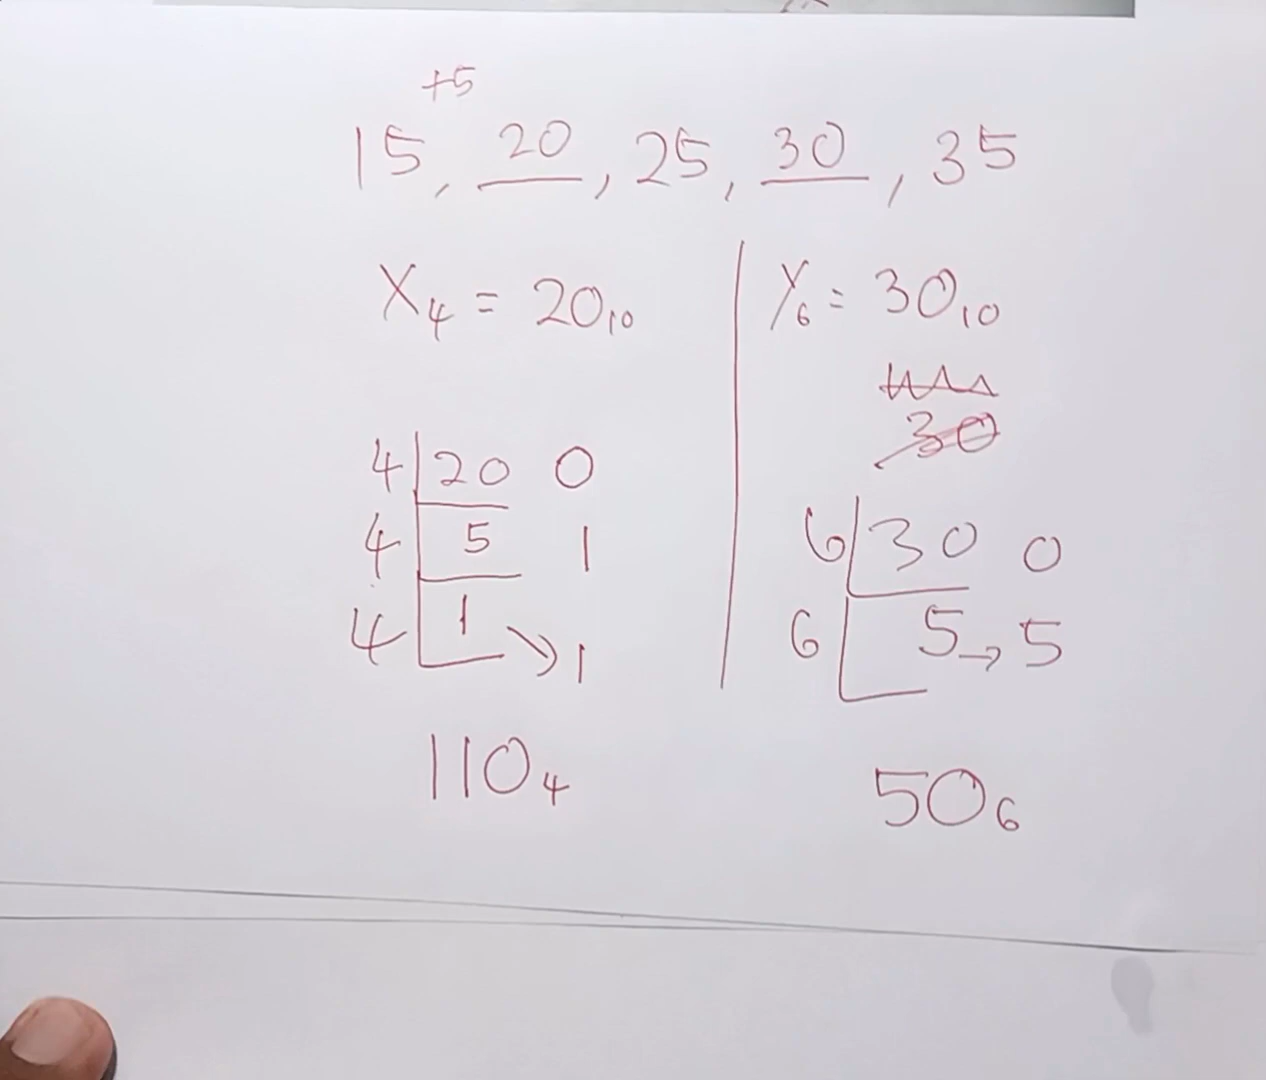 +5
15, 20, 25, 30, 35
X₄ = 20₁₀
4 20 0
4 5 1
4 1 → 1
110₄
Y₆ = 30₁₀
30
6 30 0
6 5 → 5
50₆